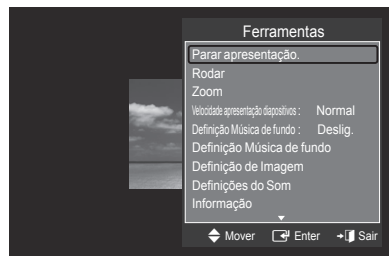 Ferramentas
Parar apresentação.
Rodar
Zoom
Velocidade apresentação diapositivos : Normal
Definição Música de fundo : Deslig.
Definição Música de fundo
Definição de Imagem
Definições do Som
Informação
Mover Enter Sair